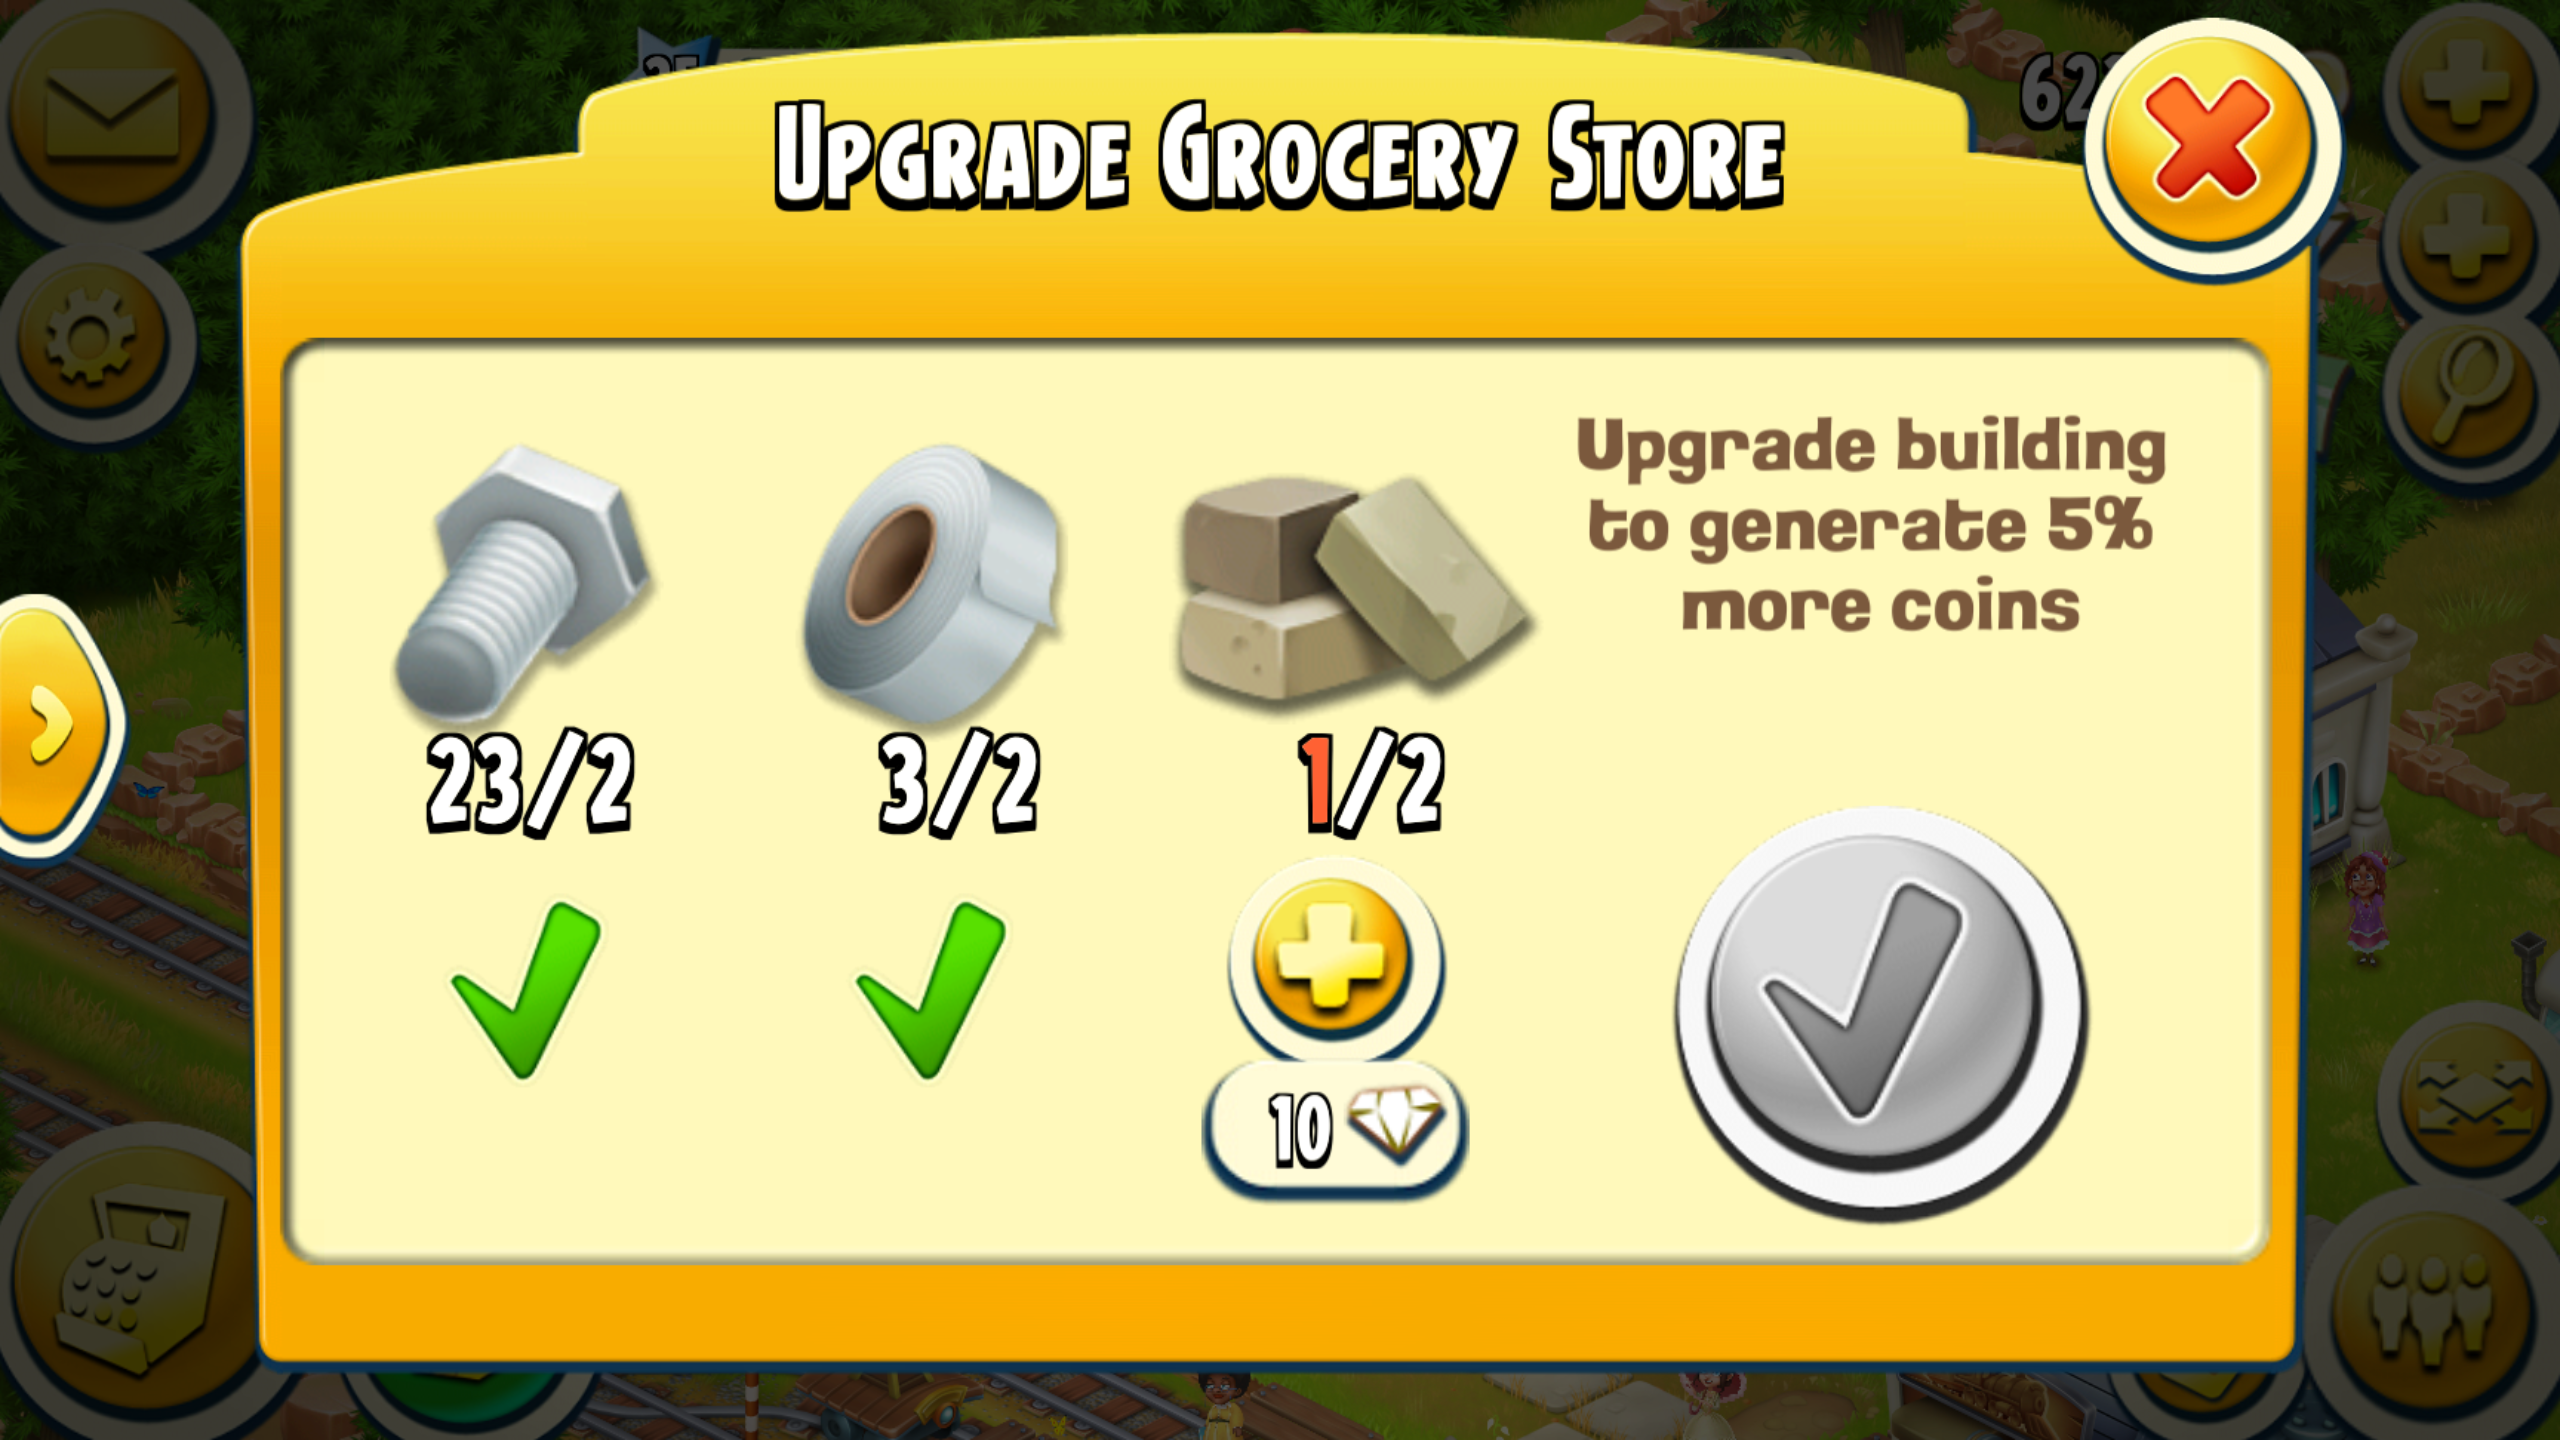 UPGRADE GROCERY STORE
Upgrade building
to generate 5%
more coins
23/2
3/2
1/2
10